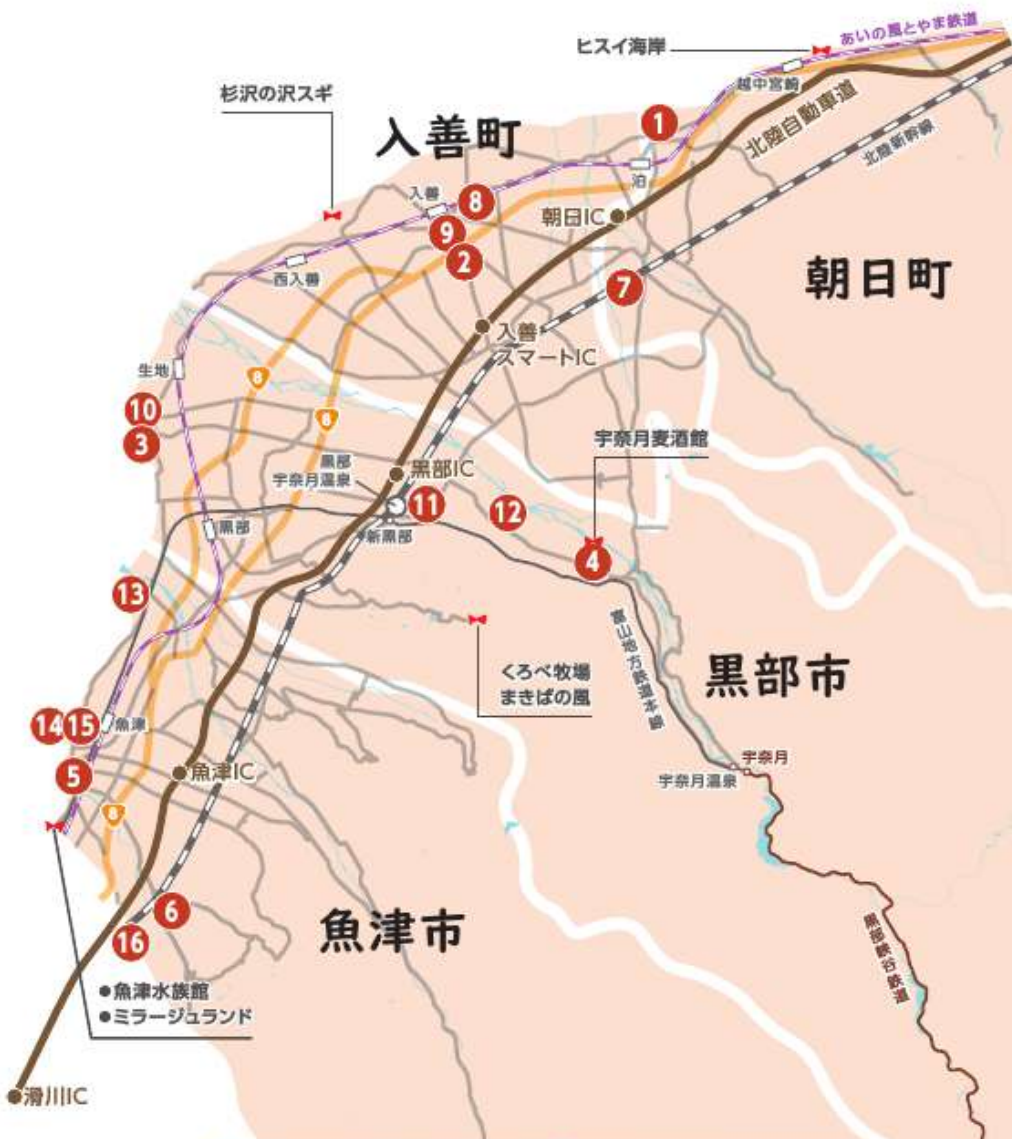 あいの風とやま鉄道
ヒスイ海岸
越中宮崎
北陸自動車道
杉沢の沢スギ
入善町
1
北陸新幹線
泊
入善
8
朝日IC
9
2
朝日町
西入善
7
入善
スマートIC
生地
8
10
8
3
宇奈月麦酒館
黒部
宇奈月温泉
黒部IC
11
12
黒部
新黒部
4
13
富山地方鉄道本線
くろべ牧場
まきばの風
黒部市
14
15
魚津
5
魚津IC
宇奈月
宇奈月温泉
8
6
魚津市
16
黒部峡谷鉄道
●魚津水族館
●ミラージュランド
滑川IC